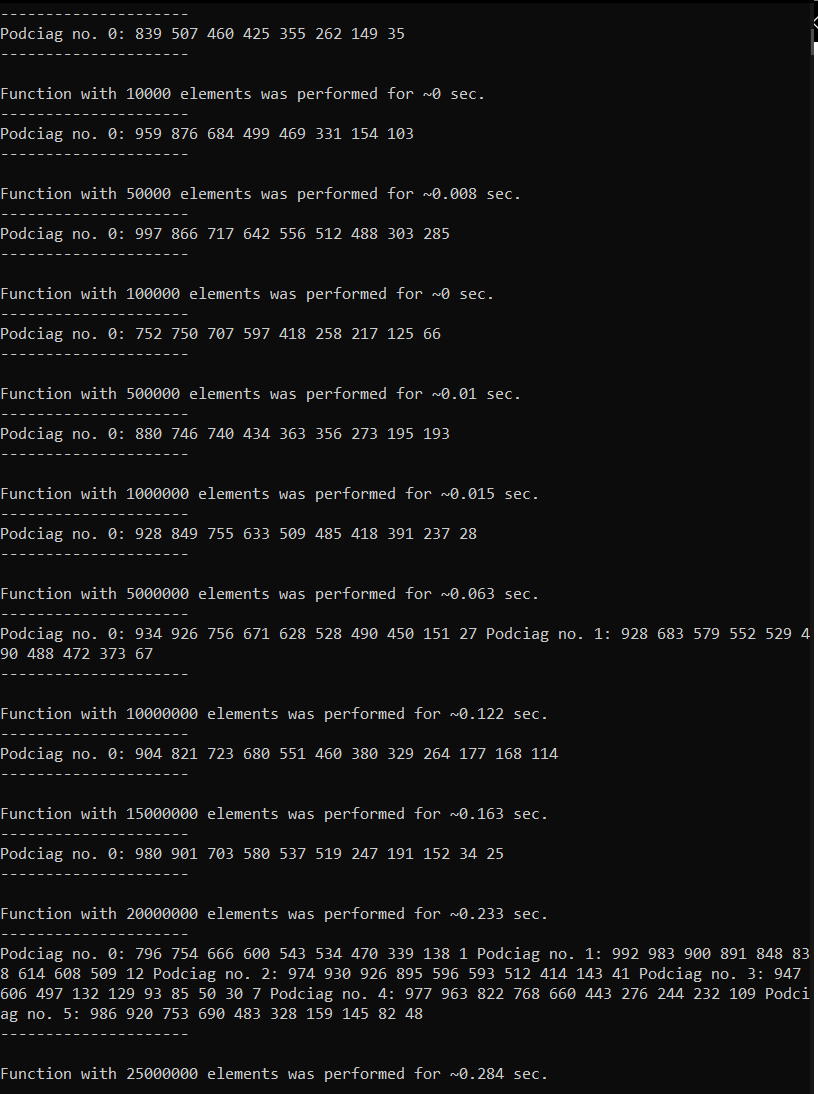 ---------------------
Podciag no. 0: 839 507 460 425 355 262 149 35
---------------------
Function with 10000 elements was performed for ~0 sec.
---------------------
Podciag no. 0: 959 876 684 499 469 331 154 103
---------------------
Function with 50000 elements was performed for ~0.008 sec.
---------------------
Podciag no. 0: 997 866 717 642 556 512 488 303 285
---------------------
Function with 100000 elements was performed for ~0 sec.
---------------------
Podciag no. 0: 752 750 707 597 418 258 217 125 66
---------------------
Function with 500000 elements was performed for ~0.01 sec.
---------------------
Podciag no. 0: 880 746 740 434 363 356 273 195 193
---------------------
Function with 1000000 elements was performed for ~0.015 sec.
---------------------
Podciag no. 0: 928 849 755 633 509 485 418 391 237 28
---------------------
Function with 5000000 elements was performed for ~0.063 sec.
---------------------
Podciag no. 0: 934 926 756 671 628 528 490 450 151 27 Podciag no. 1: 928 683 579 552 529 4
90 488 472 373 67
---------------------
Function with 10000000 elements was performed for ~0.122 sec.
---------------------
Podciag no. 0: 904 821 723 680 551 460 380 329 264 177 168 114
---------------------
Function with 15000000 elements was performed for ~0.163 sec.
---------------------
Podciag no. 0: 980 901 703 580 537 519 247 191 152 34 25
---------------------
Function with 20000000 elements was performed for ~0.233 sec.
---------------------
Podciag no. 0: 796 754 666 600 543 534 470 339 138 1 Podciag no. 1: 992 983 900 891 848 83
8 614 608 509 12 Podciag no. 2: 974 930 926 895 596 593 512 414 143 41 Podciag no. 3: 947
606 497 132 129 93 85 50 30 7 Podciag no. 4: 977 963 822 768 660 443 276 244 232 109 Podci
ag no. 5: 986 920 753 690 483 328 159 145 82 48
---------------------
Function with 25000000 elements was performed for ~0.284 sec.